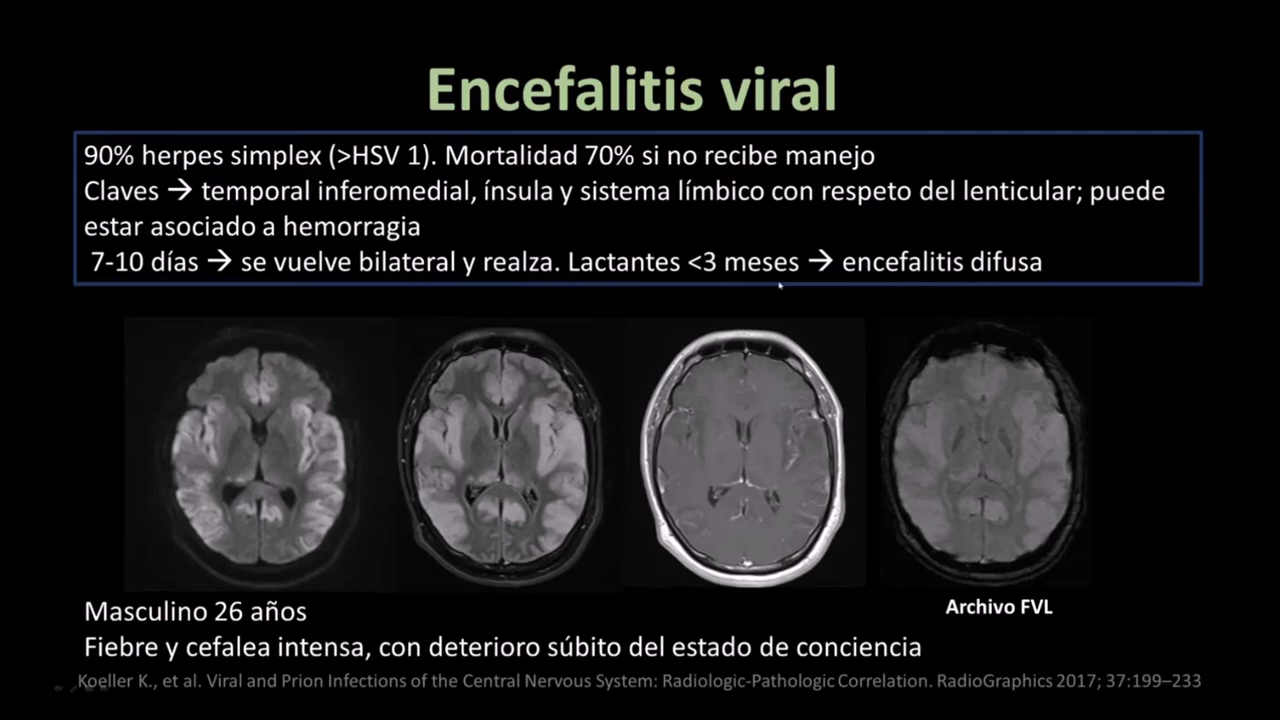 Encefalitis viral
90% herpes simplex (>HSV 1). Mortalidad 70% si no recibe manejo
Claves → temporal inferomedial, ínsula y sistema límbico con respeto del lenticular; puede
estar asociado a hemorragia
7-10 días → se vuelve bilateral y realza. Lactantes <3 meses → encefalitis difusa
Archivo FVL
Masculino 26 años
Fiebre y cefalea intensa, con deterioro súbito del estado de conciencia
Koeller K., et al. Viral and Prion Infections of the Central Nervous System: Radiologic-Pathologic Correlation. RadioGraphics 2017; 37:199–233